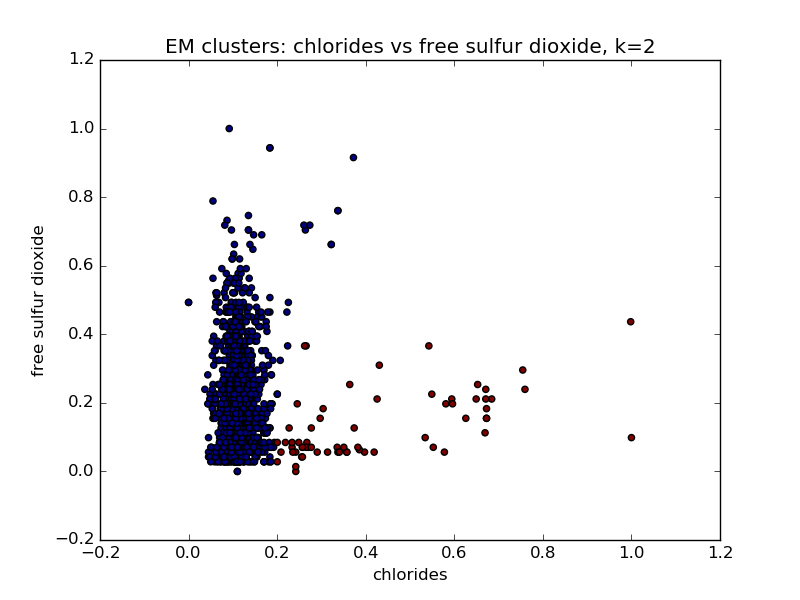 EM clusters: chlorides vs free sulfur dioxide, k=2
1.2
1.0
0.8
0.6
0.4
0.2
0.0
−0.2
free sulfur dioxide
−0.2 0.0 0.2 0.4 0.6 0.8 1.0 1.2
chlorides